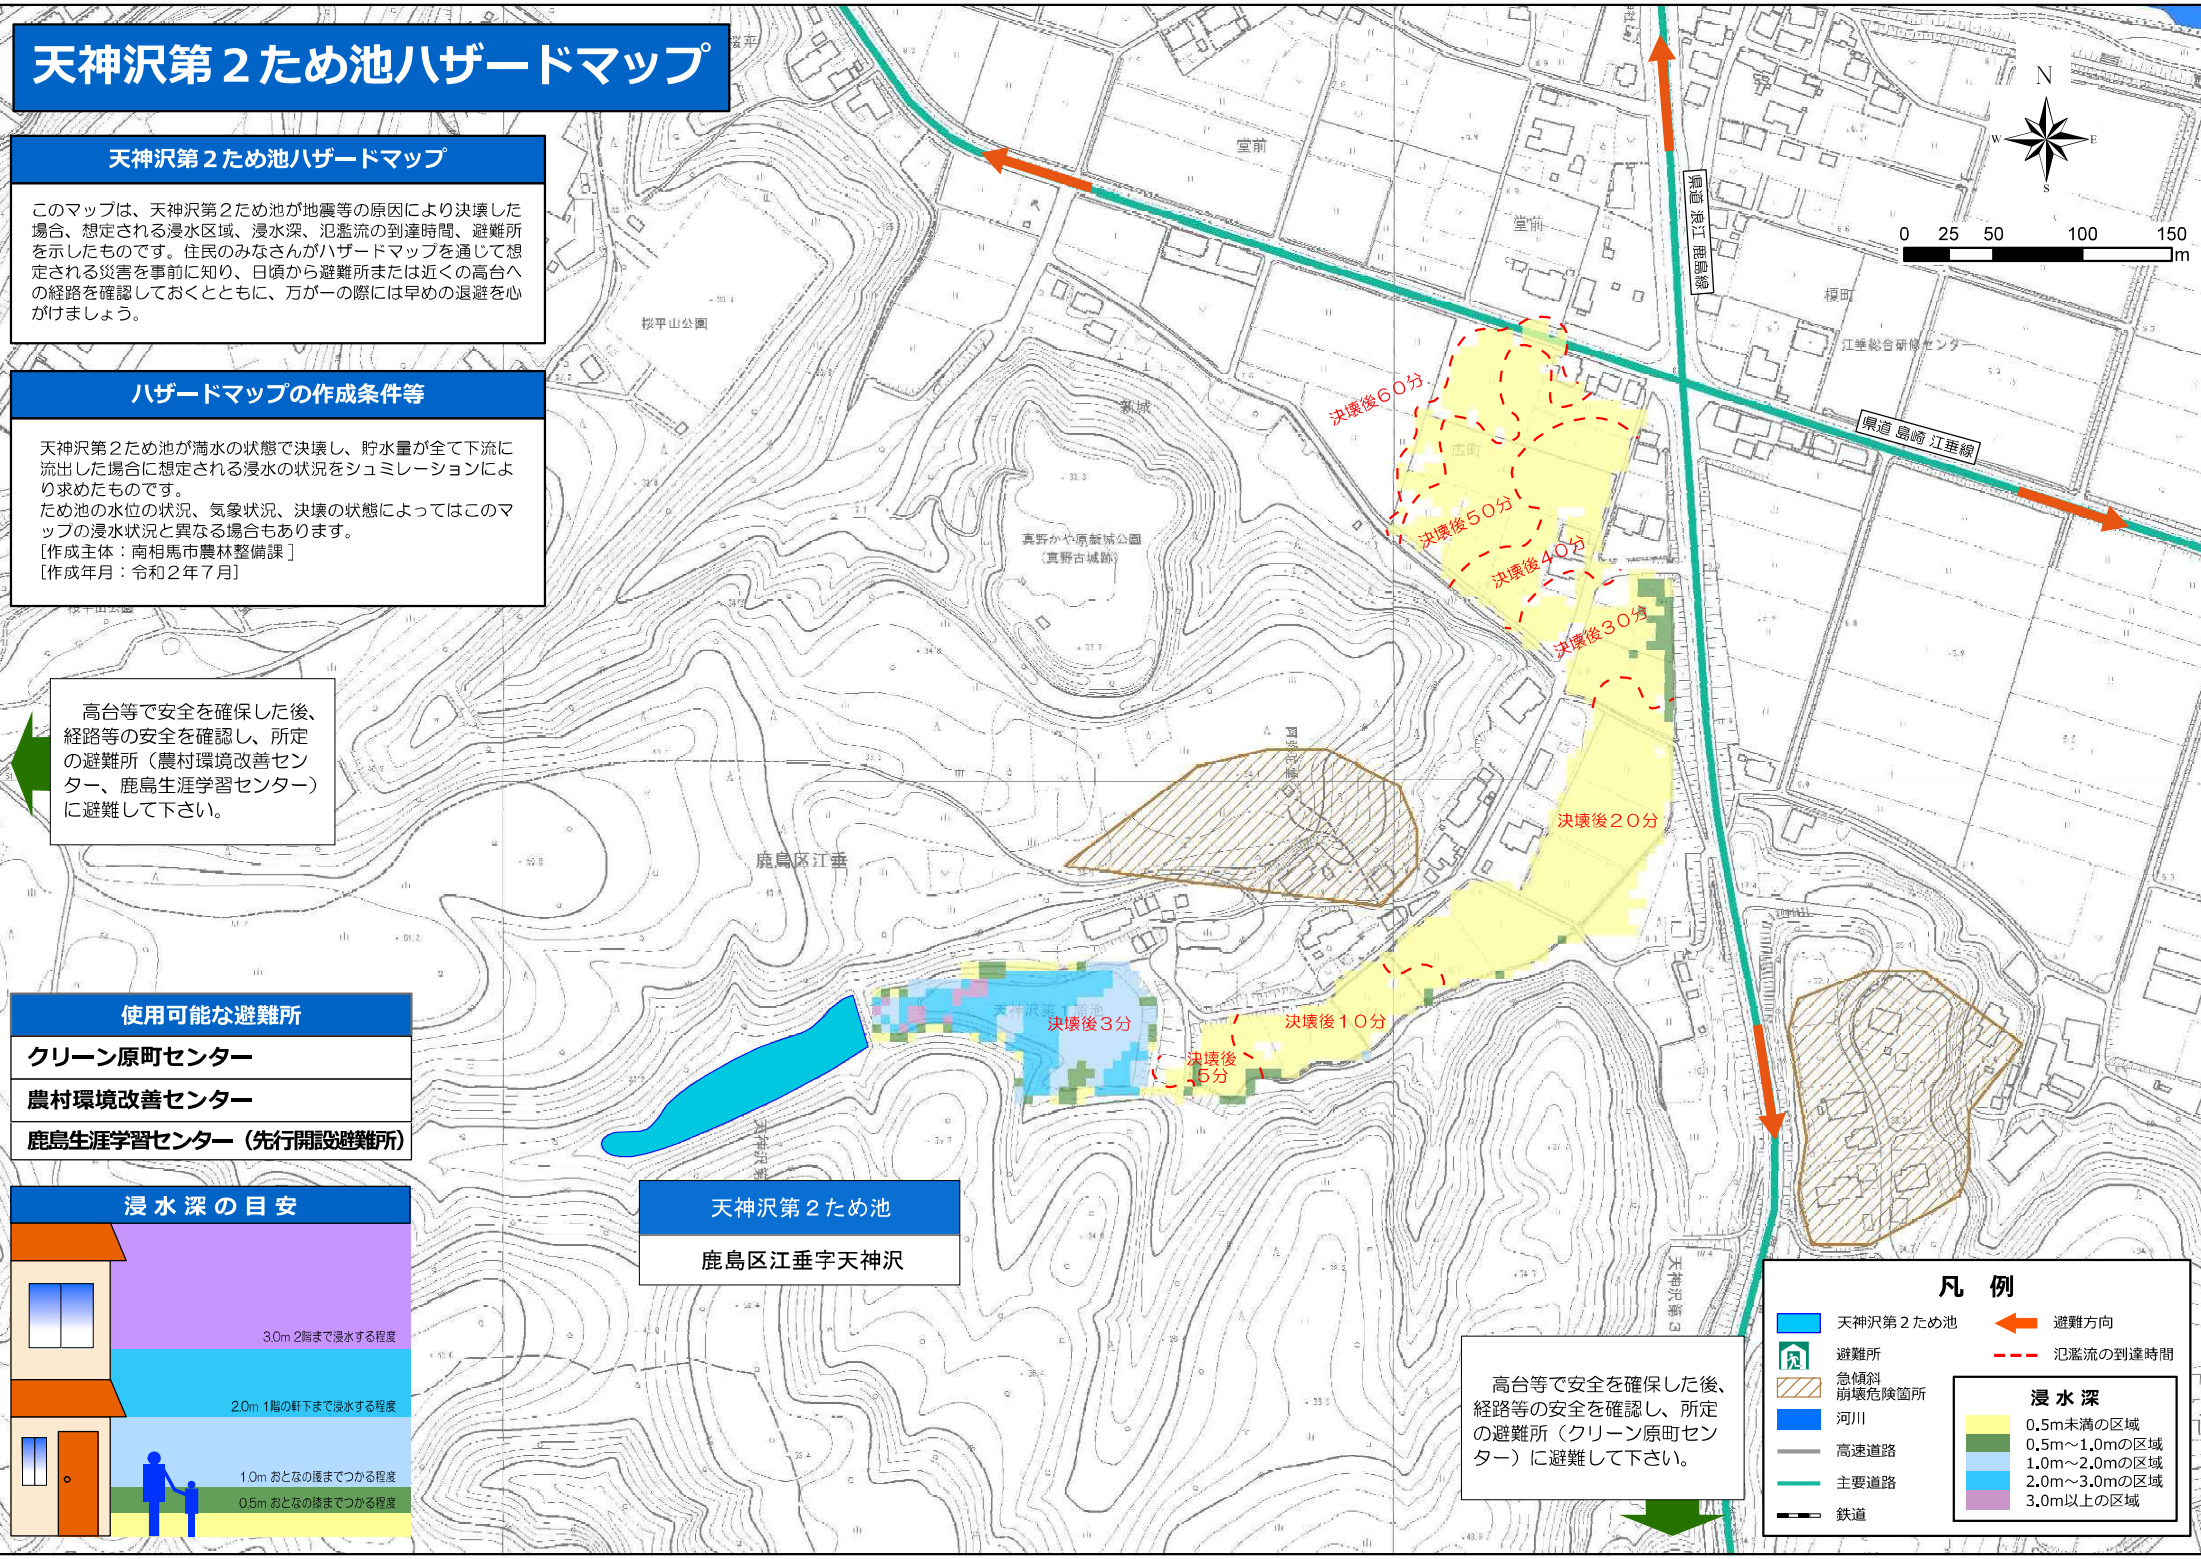 天神沢第２ため池ハザードマップ
天神沢第２ため池ハザードマップ
このマップは、天神沢第２ため池が地震等の原因により決壊した
場合、想定される浸水区域、浸水深、氾濫流の到達時間、避難所
を示したものです。住民のみなさんがハザードマップを通じて想
定される災害を事前に知り、日頃から避難所または近くの高台へ
の経路を確認しておくとともに、万が一の際には早めの退避を心
がけましょう。
ハザードマップの作成条件等
天神沢第２ため池が満水の状態で決壊し、貯水量が全て下流に
流出した場合に想定される浸水の状況をシュミレーションによ
り求めたものです。
ため池の水位の状況、気象状況、決壊の状態によってはこのマ
ップの浸水状況と異なる場合もあります。
[作成主体：南相馬市農林整備課]
[作成年月：令和２年７月]
高台等で安全を確保した後、
経路等の安全を確認し、所定
の避難所（農村環境改善セン
ター、鹿島生涯学習センター）
に避難して下さい。
使用可能な避難所
クリーン原町センター
農村環境改善センター
鹿島生涯学習センター（先行開設避難所）
浸水深の目安
3.0m 2階まで浸水する程度
2.0m 1階の軒下まで浸水する程度
1.0m おとなの腰までつかる程度
0.5m おとなの膝までつかる程度
天神沢第２ため池
鹿島区江垂字天神沢
N
W
E
S
0 25 50 100 150
m
県道 浪江 鹿島線
県道 島崎 江垂線
堂前
堂前
榎町
江垂総合研修センター
桜平山公園
新城
真野かや原新城公園
（真野古城跡）
広町
鹿島区江垂
決壊後６０分
決壊後５０分
決壊後４０分
決壊後３０分
決壊後２０分
決壊後１０分
決壊後
５分
決壊後３分
天神沢第3
高台等で安全を確保した後、
経路等の安全を確認し、所定
の避難所（クリーン原町セン
ター）に避難して下さい。
凡 例
天神沢第２ため池
避難方向
避難所
氾濫流の到達時間
急傾斜
崩壊危険箇所
河川
高速道路
主要道路
鉄道
浸水深
0.5m未満の区域
0.5m～1.0mの区域
1.0m～2.0mの区域
2.0m～3.0mの区域
3.0m以上の区域